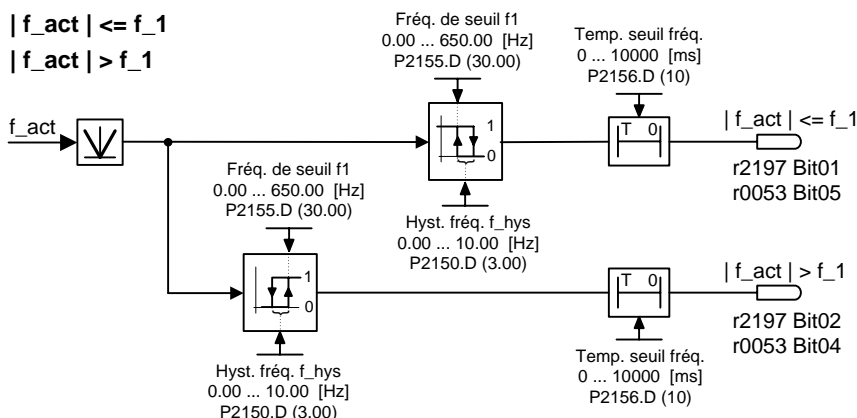 | f_act | <= f_1
| f_act | > f_1
Fréq. de seuil f1
0.00 ... 650.00 [Hz]
P2155.D (30.00)
Temp. seuil fréq.
0 ... 10000 [ms]
P2156.D (10)
f_act
1
0
T 0
| f_act | <= f_1
r2197 Bit01
r0053 Bit05
Fréq. de seuil f1
0.00 ... 650.00 [Hz]
P2155.D (30.00)
Hyst. fréq. f_hys
0.00 ... 10.00 [Hz]
P2150.D (3.00)
1
0
T 0
| f_act | > f_1
r2197 Bit02
r0053 Bit04
Hyst. fréq. f_hys
0.00 ... 10.00 [Hz]
P2150.D (3.00)
Temp. seuil fréq.
0 ... 10000 [ms]
P2156.D (10)